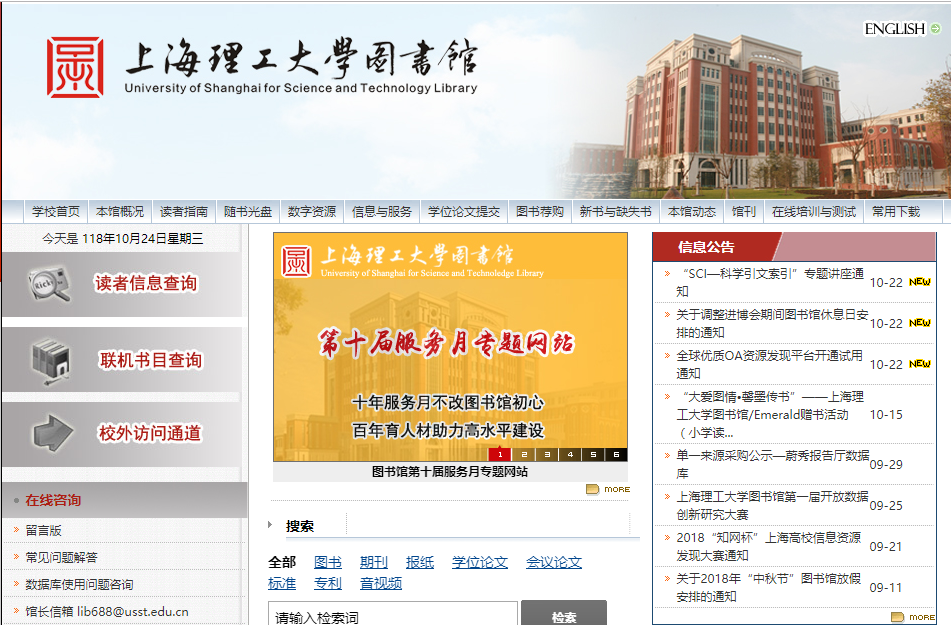 ENGLISH
上海理工大學圖書館
University of Shanghai for Science and Technology Library
学校首页 本馆概况 读者指南 随书光盘 数字资源 信息与服务 学位论文提交 图书荐购 新书与缺失书 本馆动态 馆刊 在线培训与测试 常用下载
今天是 118年10月24日星期三
读者信息查询
联机书目查询
校外访问通道
在线咨询
留言版
常见问题解答
数据库使用问题咨询
馆长信箱 lib688@usst.edu.cn
上海理工大學圖書館
University of Shanghai for Science and Technoledge Library
第十届服务月专题网站
十年服务月不改图书馆初心
百年育人材助力高水平建设
1 2 3 4 5 6
图书馆第十届服务月专题网站
MORE
搜索
全部 图书 期刊 报纸 学位论文 会议论文
标准 专利 音视频
请输入检索词 检索
信息公告
“SCI—科学引文索引”专题讲座通
知 10-22 NEW
关于调整进博会期间图书馆休息日安
排的通知 10-22 NEW
全球优质OA资源发现平台开通试用
通知 10-22 NEW
“大爱图情•馨墨传书”——上海理
工大学图书馆/Emerald赠书活动 10-15
（小学读...
单一来源采购公示—蔚秀报告厅数据
库 09-29
上海理工大学图书馆第一届开放数据
创新研究大赛 09-25
2018“知网杯”上海高校信息资源
发现大赛通知 09-21
关于2018年“中秋节”图书馆放假
安排的通知 09-11
MORE